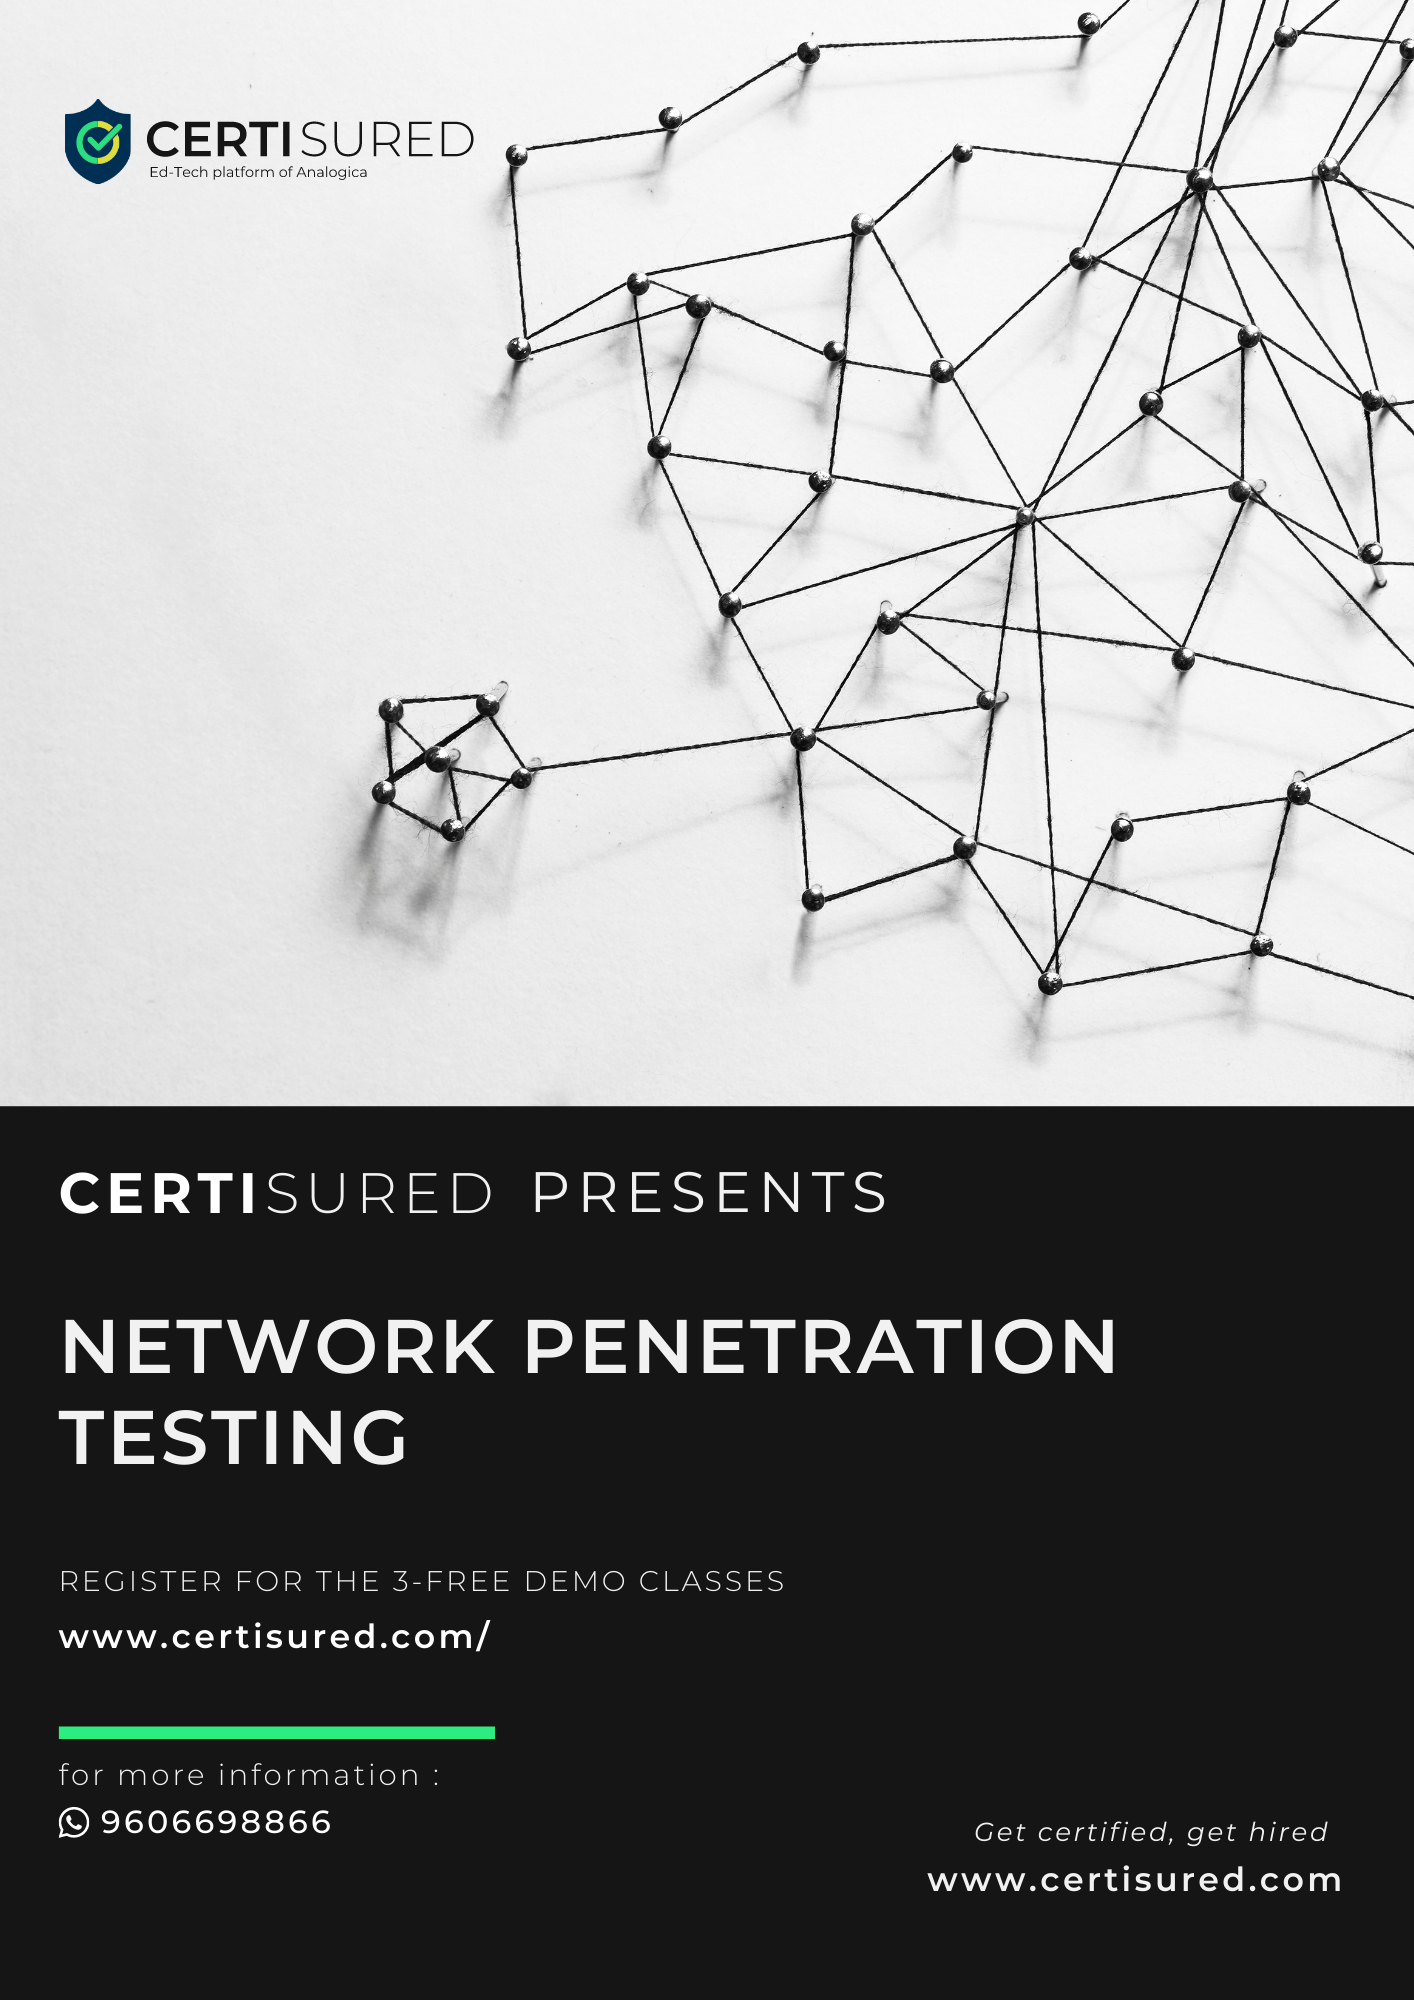 CERTISURED
Ed-Tech platform of Analogica
CERTISURED PRESENTS
NETWORK PENETRATION
TESTING
REGISTER FOR THE 3-FREE DEMO CLASSES
www.certisured.com/
for more information :
9606698866
Get certified, get hired
www.certisured.com